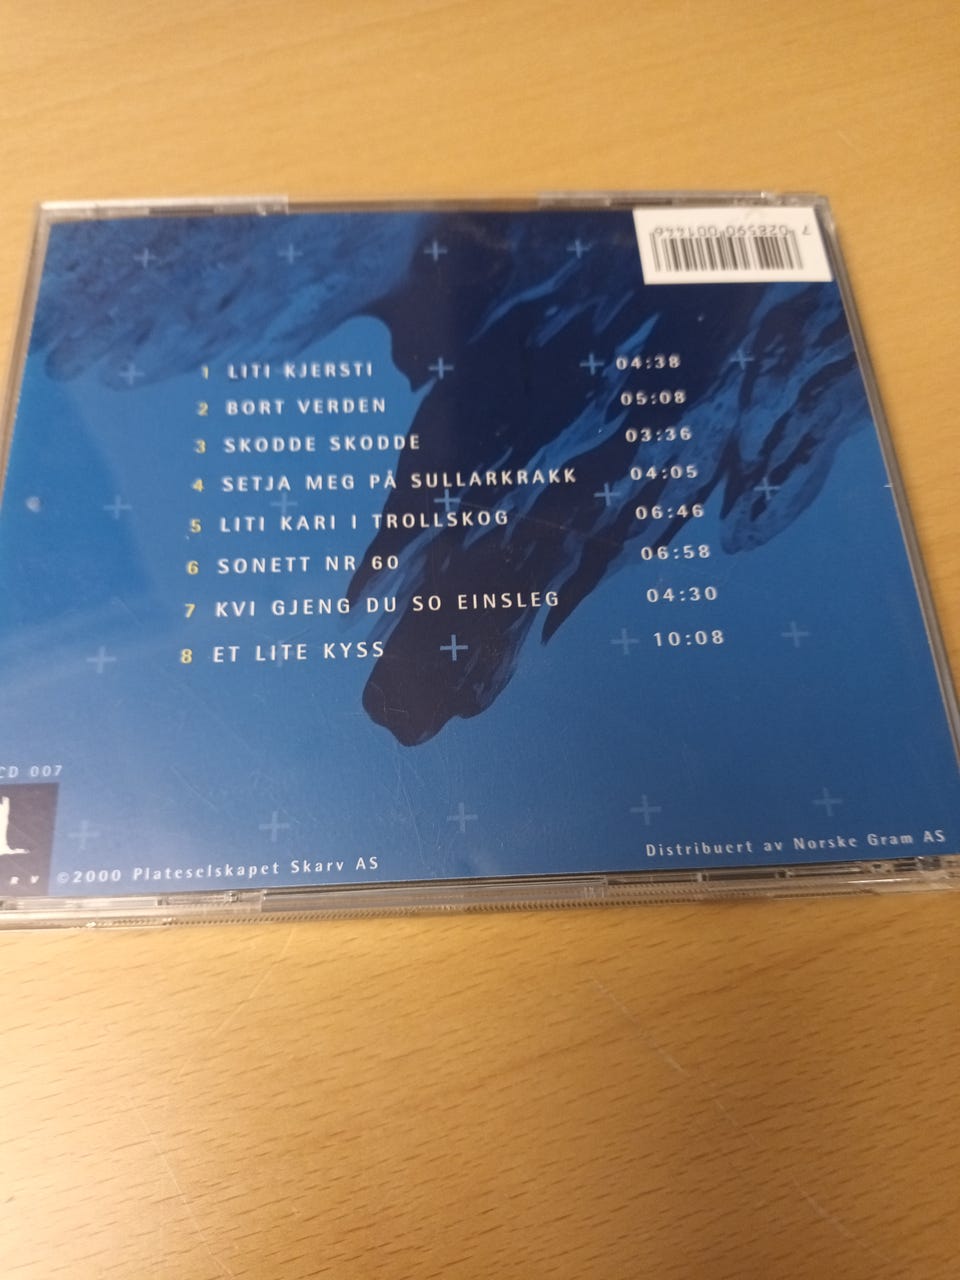 7 028590 001446
1 LITI KJERSTI 04:38
2 BORT VERDEN 05:08
3 SKODDE SKODDE 03:36
4 SETJA MEG PÅ SULLARKRAKK 04:05
5 LITI KARI I TROLLSKOG 06:46
6 SONETT NR 60 06:58
7 KVI GJENG DU SO EINSLEG 04:30
8 ET LITE KYSS 10:08
CD 007
R V
©2000 Plateselskapet Skarv AS
Distribuert av Norske Gram AS